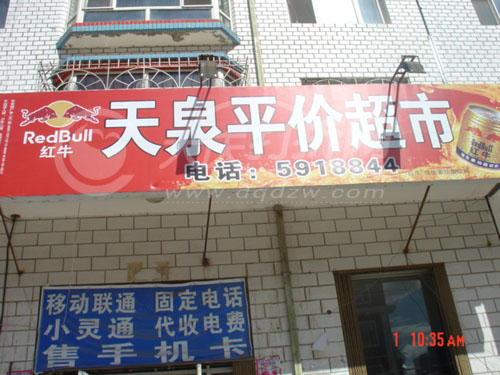 天泉平价超市
RedBull
红牛
电话：5918844
www.dqdzw.com
移动联通 固定电话
小灵通 代收电费
售手机卡
1 10:35 AM